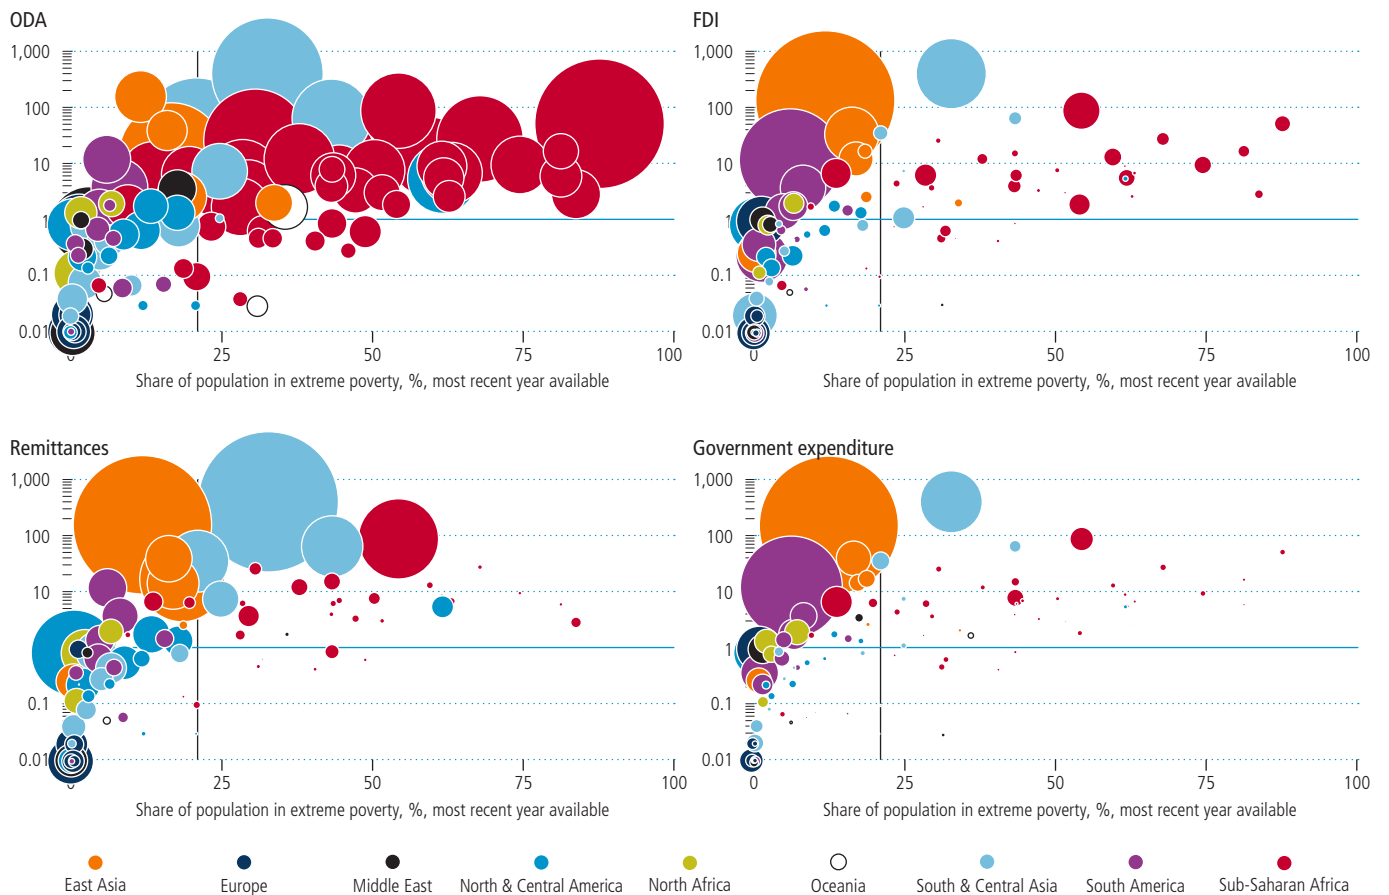 ODA
1,000
100
10
1
0.1
0.01
0 25 50 75 100
Share of population in extreme poverty, %, most recent year available
FDI
1,000
100
10
1
0.1
0.01
0 25 50 75 100
Share of population in extreme poverty, %, most recent year available
Remittances
1,000
100
10
1
0.1
0.01
0 25 50 75 100
Share of population in extreme poverty, %, most recent year available
Government expenditure
1,000
100
10
1
0.1
0.01
0 25 50 75 100
Share of population in extreme poverty, %, most recent year available
East Asia
Europe
Middle East
North & Central America
North Africa
Oceania
South & Central Asia
South America
Sub-Saharan Africa